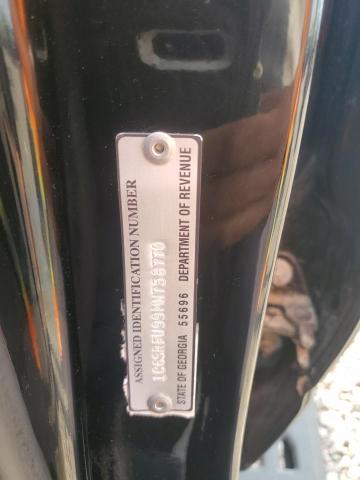 ASSIGNED IDENTIFICATION NUMBER
1C6SRFU99MN758770
STATE OF GEORGIA 55696 DEPARTMENT OF REVENUE